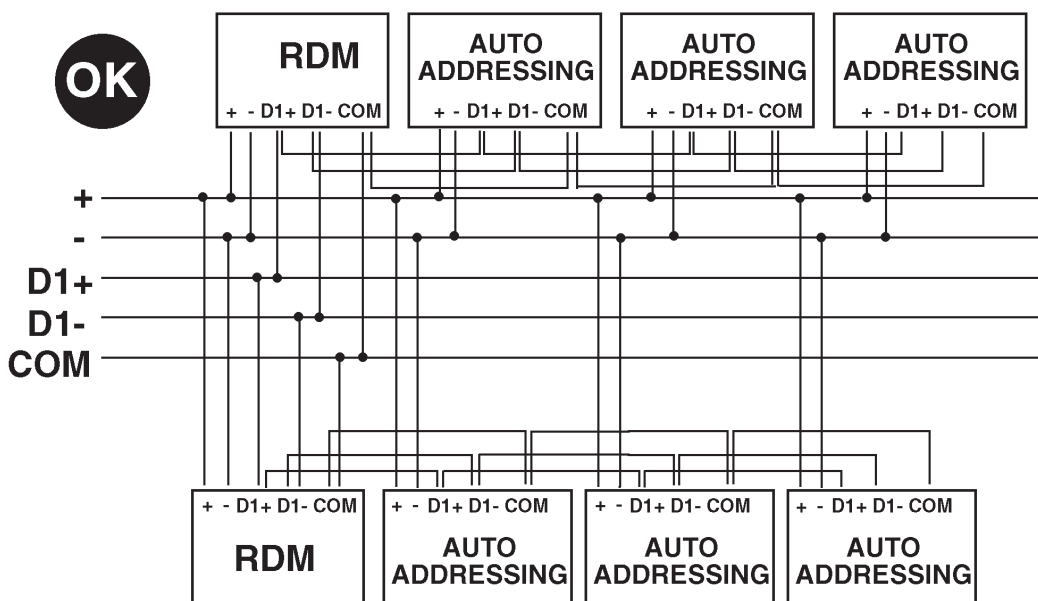 OK
RDM
+ - D1+ D1- COM
AUTO
ADDRESSING
+ - D1+ D1- COM
AUTO
ADDRESSING
+ - D1+ D1- COM
AUTO
ADDRESSING
+ - D1+ D1- COM
+
-
D1+
D1-
COM
+ - D1+ D1- COM
RDM
+ - D1+ D1- COM
AUTO
ADDRESSING
+ - D1+ D1- COM
AUTO
ADDRESSING
+ - D1+ D1- COM
AUTO
ADDRESSING